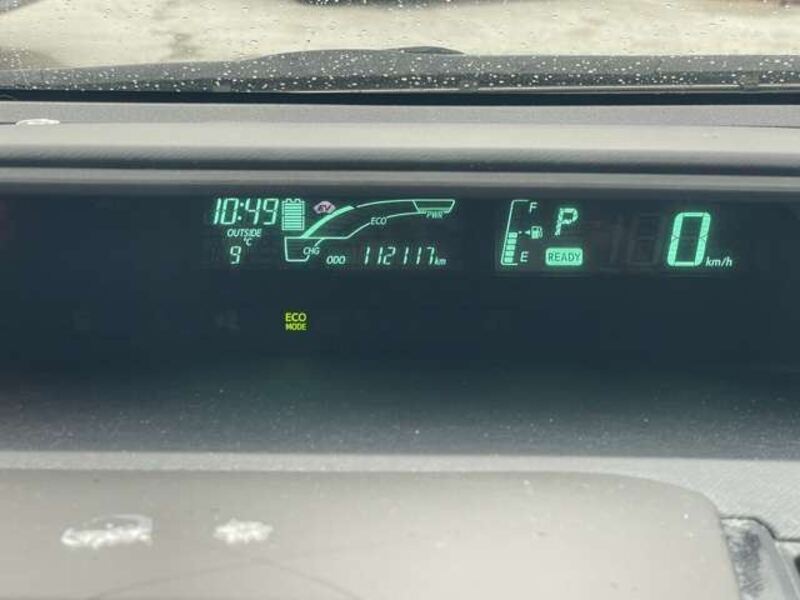 10:49 EV F P 0 km/h
OUTSIDE ECO PWR
°C
9 CHG ODO 112117 km E READY
ECO
MODE